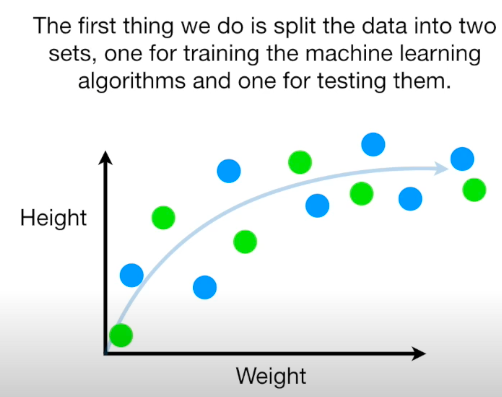 The first thing we do is split the data into two
sets, one for training the machine learning
algorithms and one for testing them.
Height
Weight